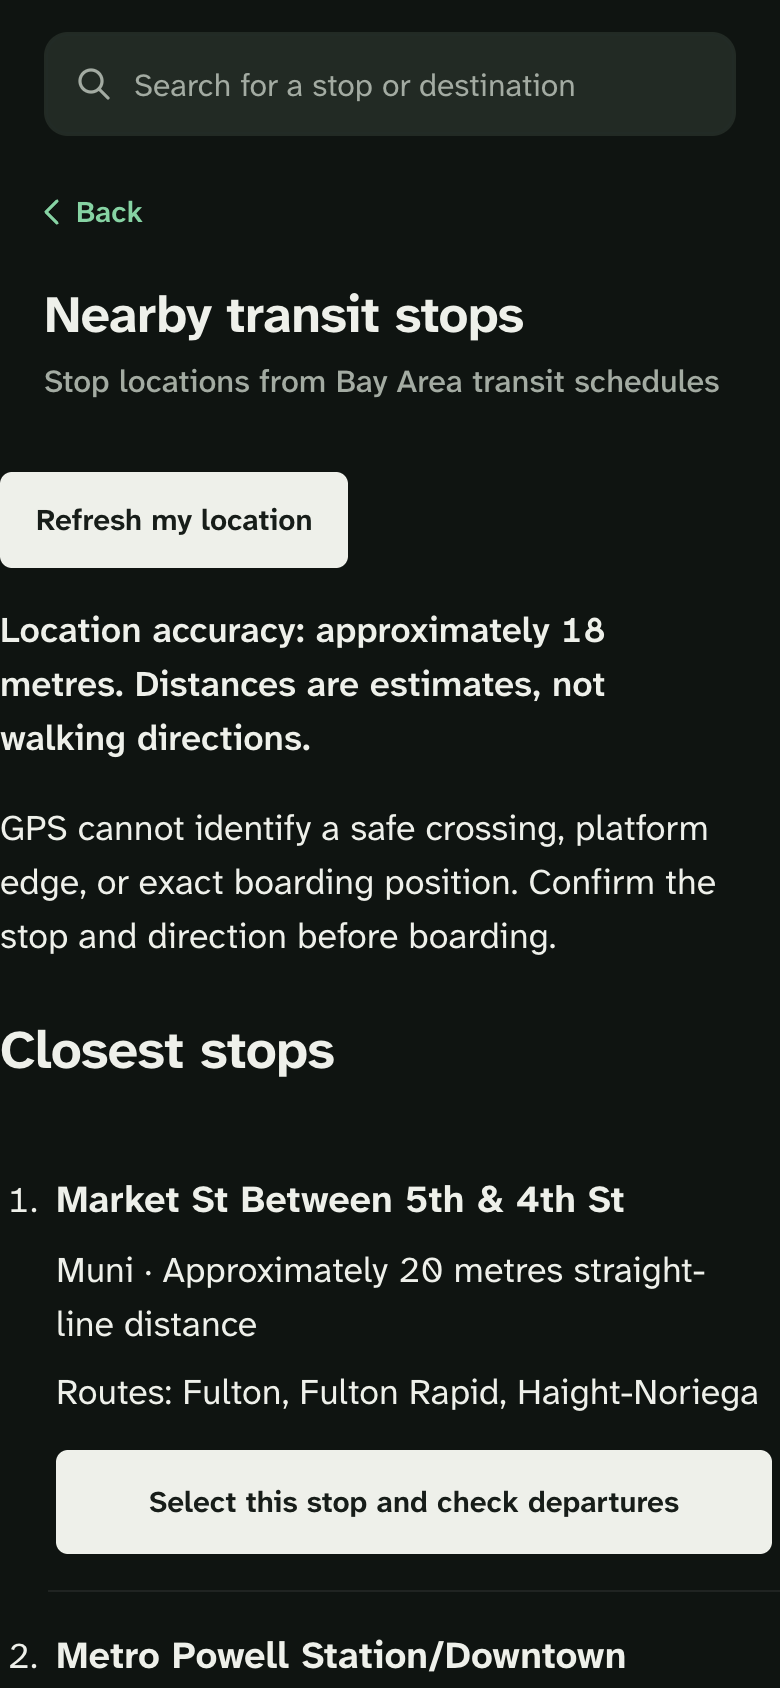 Search for a stop or destination
Back
Nearby transit stops
Stop locations from Bay Area transit schedules
Refresh my location
Location accuracy: approximately 18
metres. Distances are estimates, not
walking directions.
GPS cannot identify a safe crossing, platform
edge, or exact boarding position. Confirm the
stop and direction before boarding.
Closest stops
1. Market St Between 5th & 4th St
Muni · Approximately 20 metres straight-
line distance
Routes: Fulton, Fulton Rapid, Haight-Noriega
Select this stop and check departures
2. Metro Powell Station/Downtown